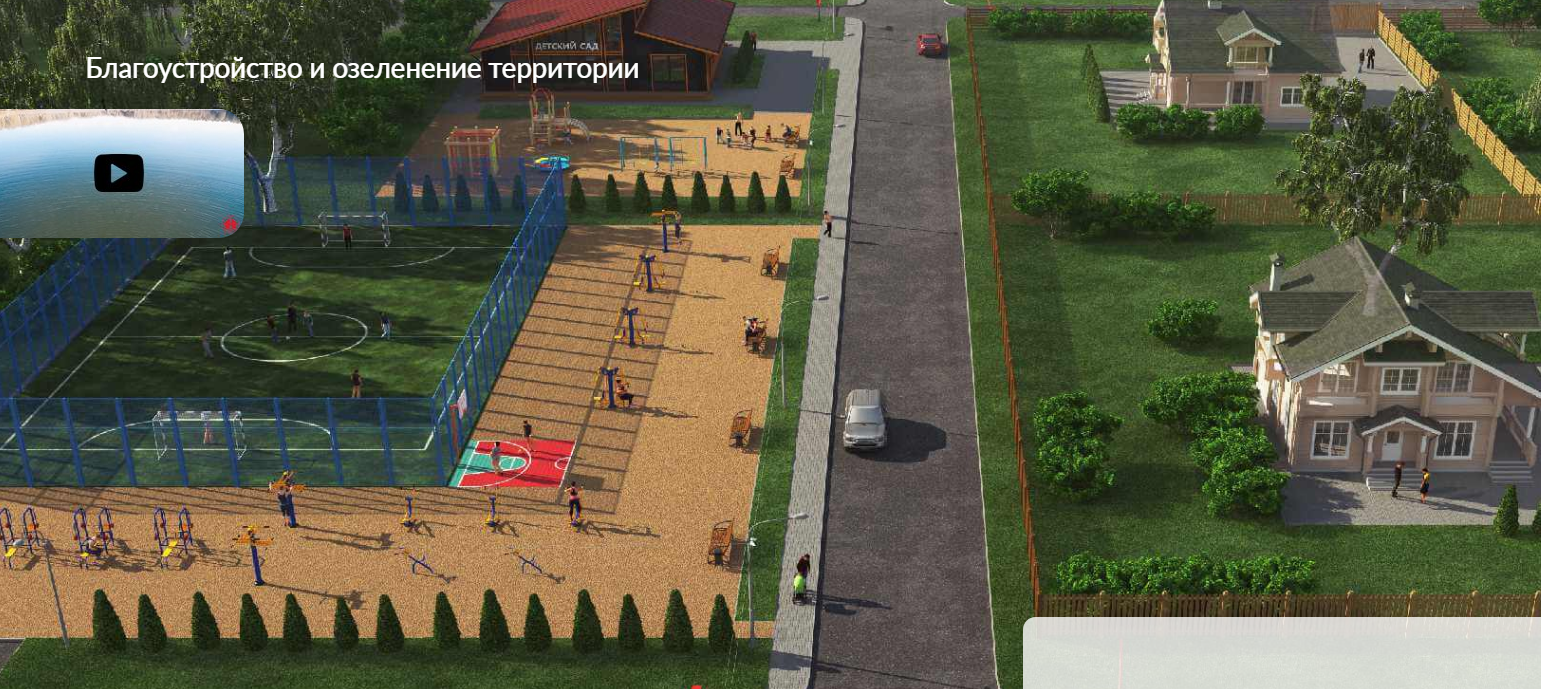 ДЕТСКИЙ САД
Благоустройство и озеленение территории